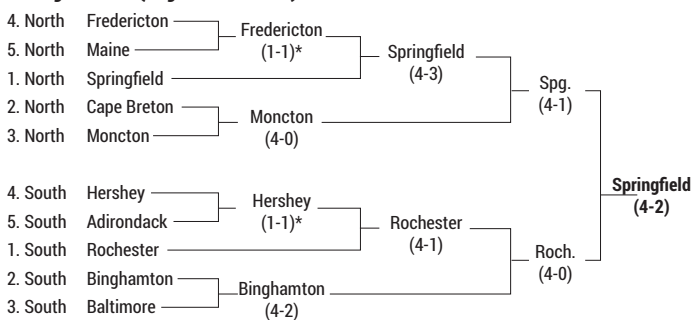 4. North Fredericton
5. North Maine
1. North Springfield
2. North Cape Breton
3. North Moncton
Fredericton
(1-1)*
Springfield
(4-3)
Moncton
(4-0)
Spg.
(4-1)
4. South Hershey
5. South Adirondack
1. South Rochester
2. South Binghamton
3. South Baltimore
Hershey
(1-1)*
Rochester
(4-1)
Binghamton
(4-2)
Roch.
(4-0)
Springfield
(4-2)